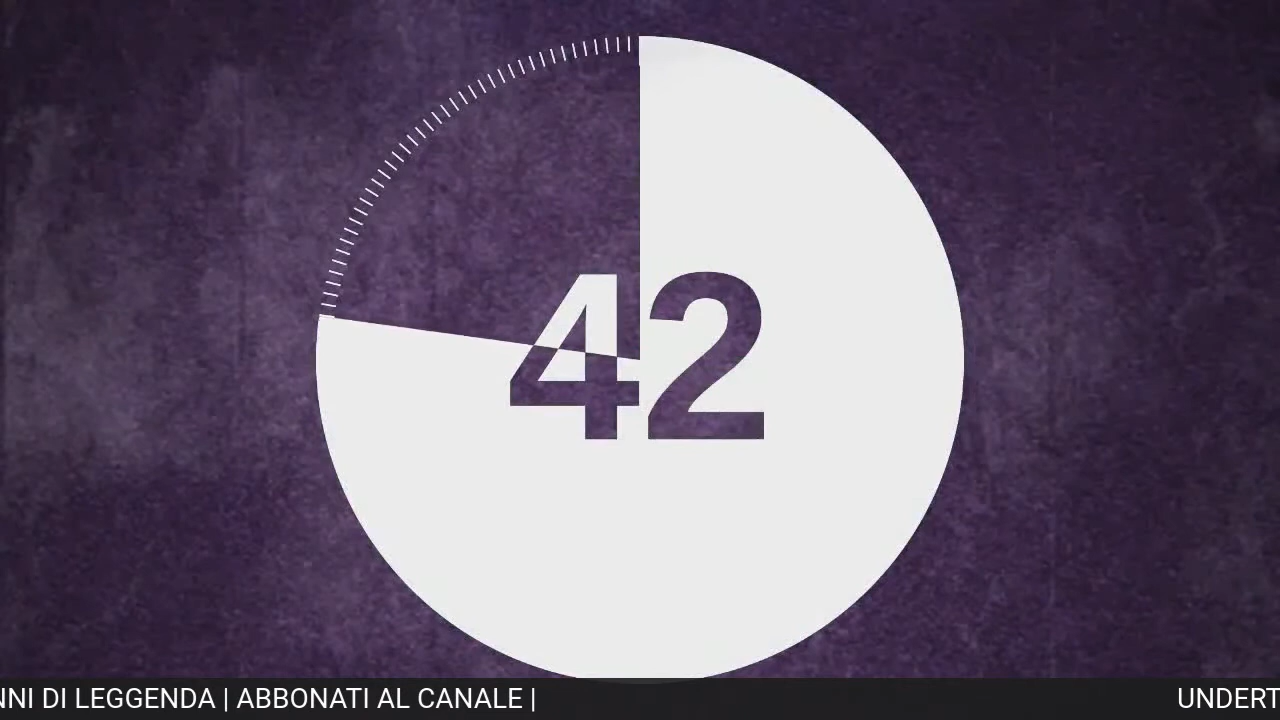 42
NNI DI LEGGENDA | ABBONATI AL CANALE | UNDERT